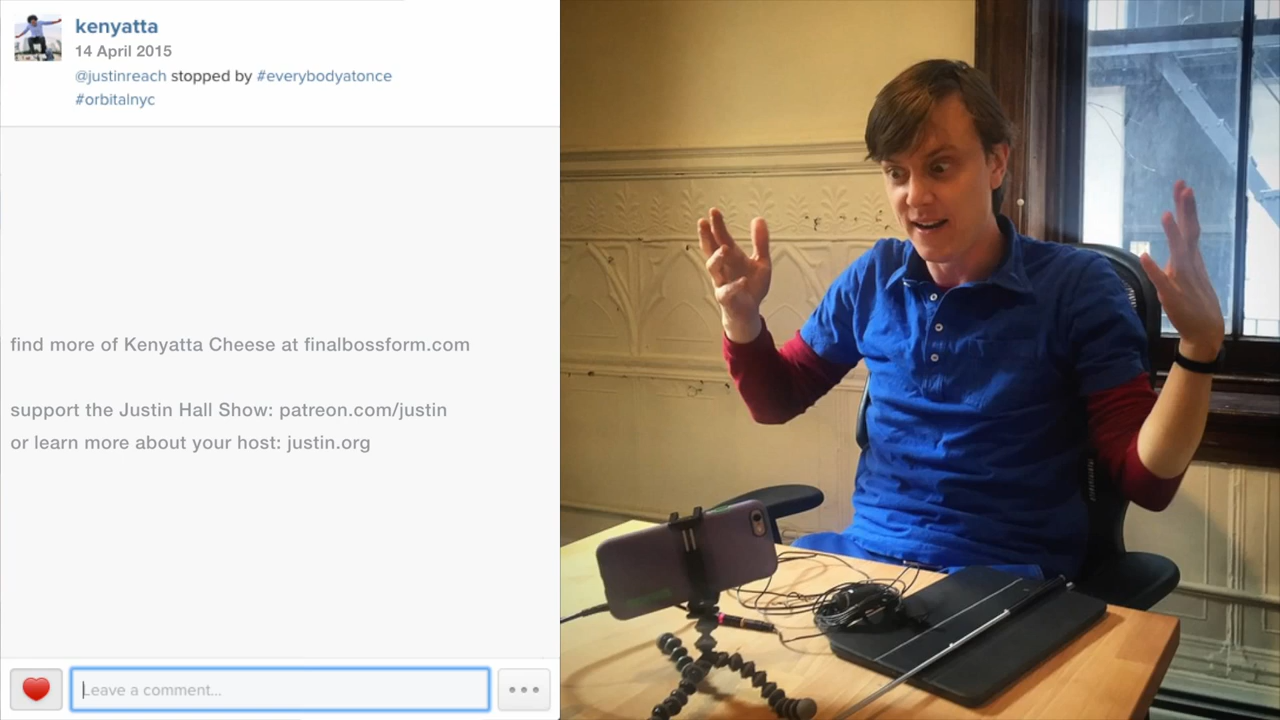 kenyatta
14 April 2015
@justinreach stopped by #everybodyatonce
#orbitalnyc
find more of Kenyatta Cheese at finalbossform.com
support the Justin Hall Show: patreon.com/justin
or learn more about your host: justin.org
Leave a comment...